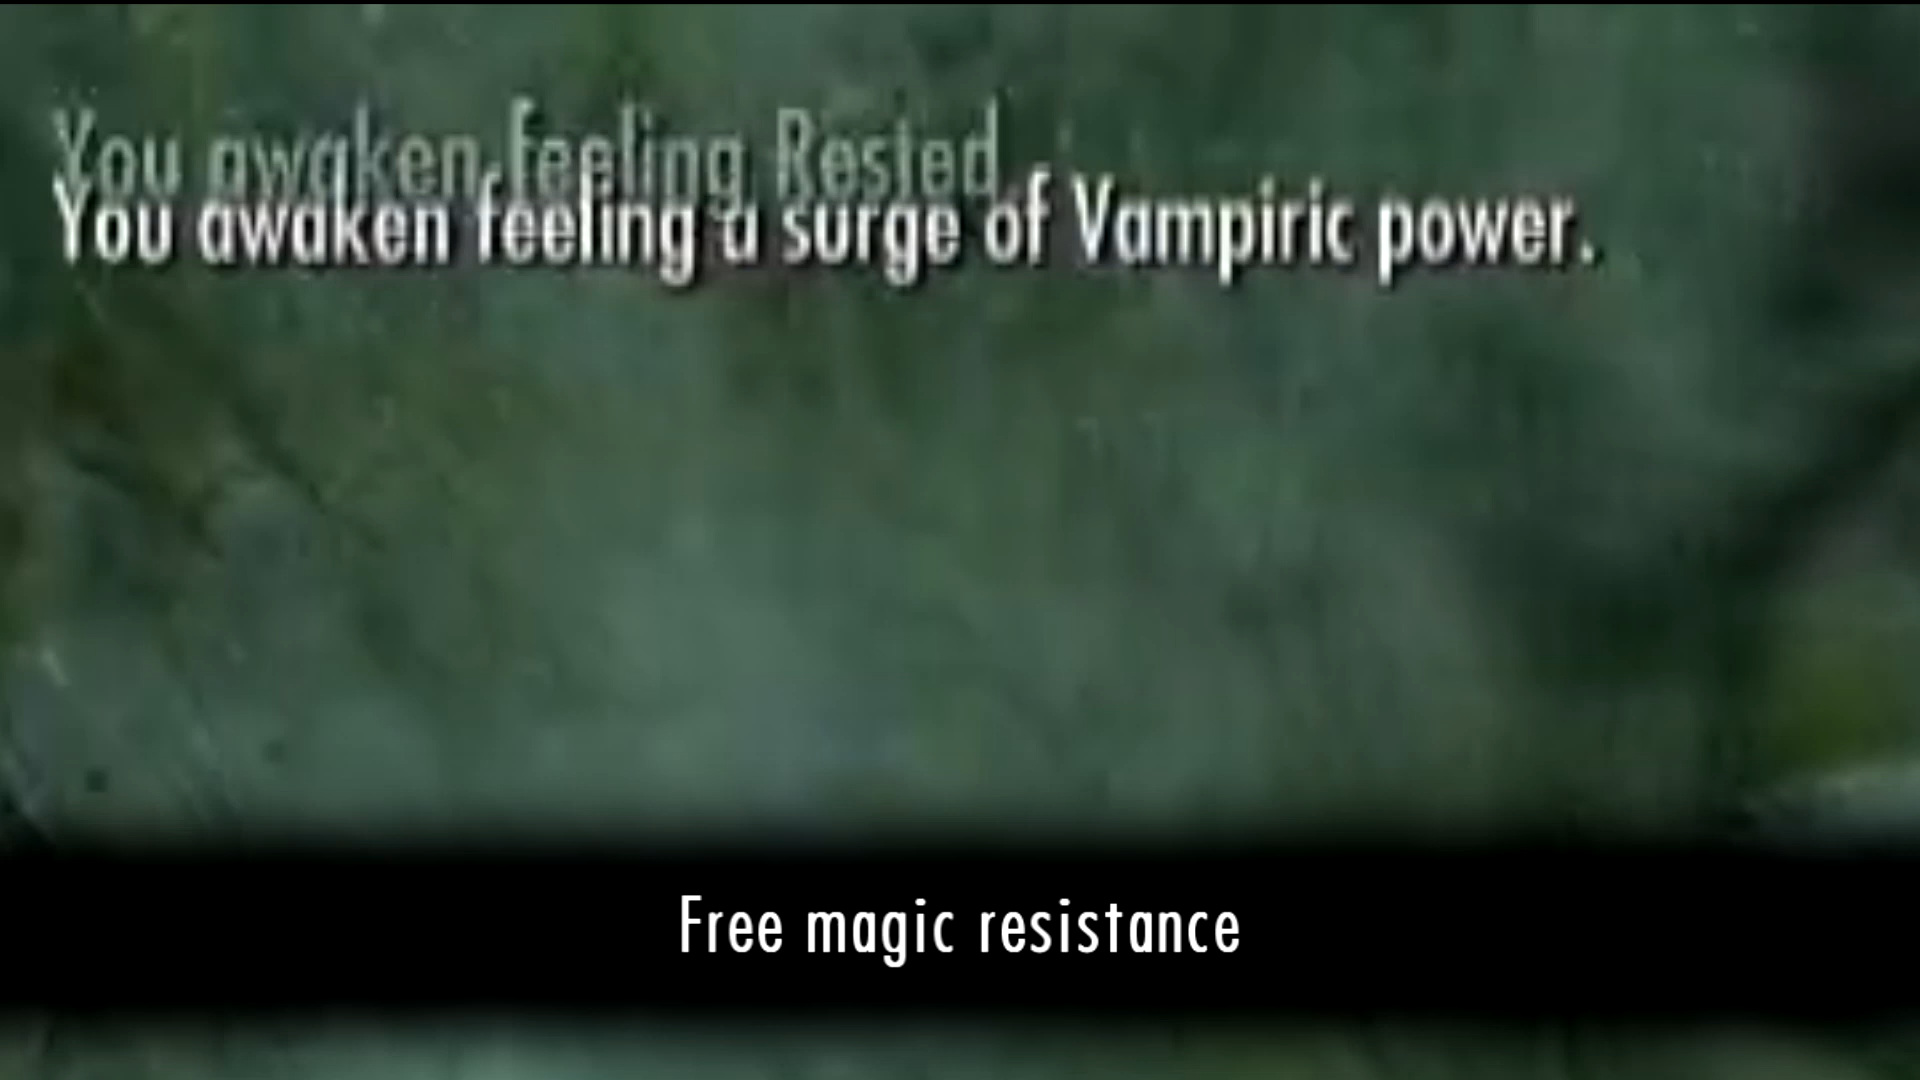 You awaken feeling Rested
You awaken feeling a surge of Vampiric power.
Free magic resistance